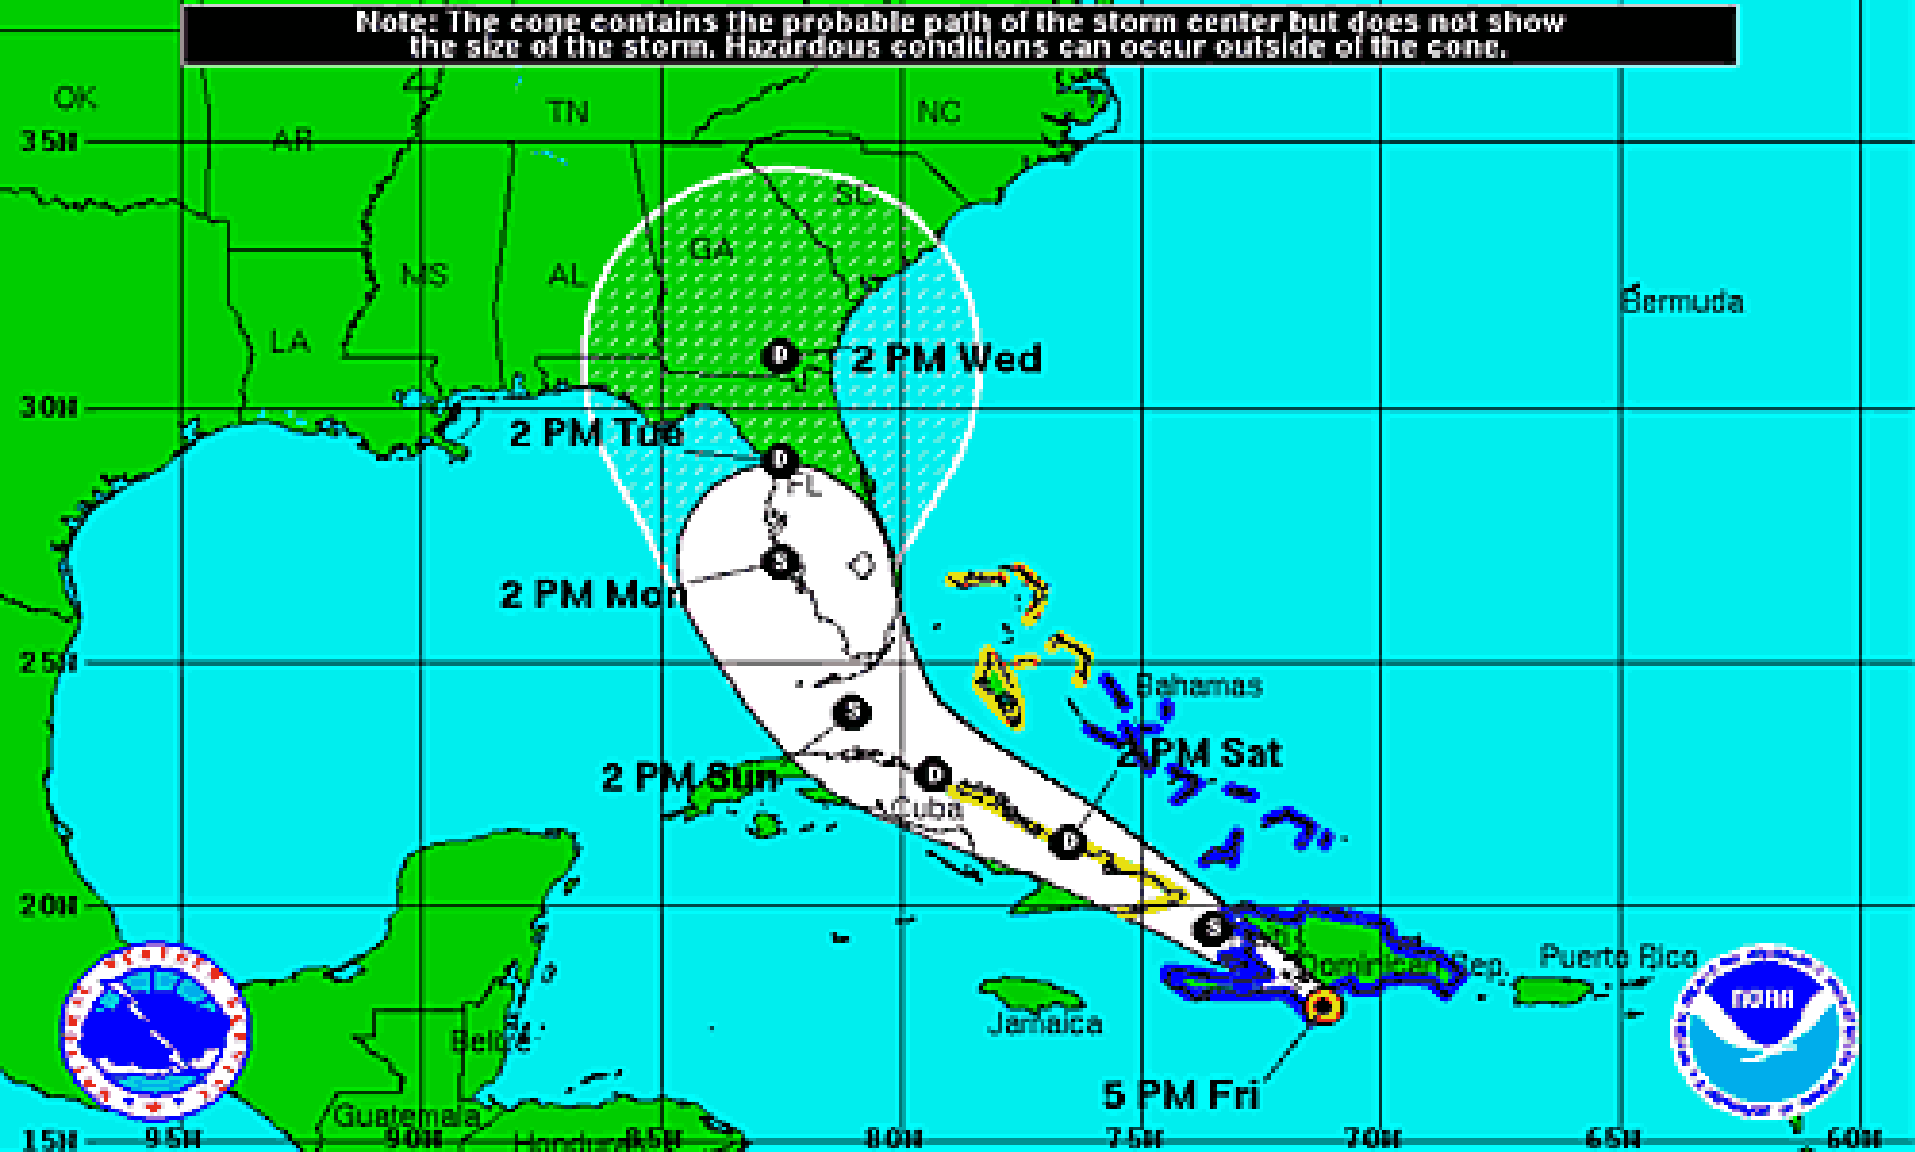 Note: The cone contains the probable path of the storm center but does not show
the size of the storm. Hazardous conditions can occur outside of the cone.
OK
TN
NC
AR
35N
SC
GA
MS
AL
Bermuda
LA
2 PM Wed
30N
2 PM Tue
FL
2 PM Mon
25N
Bahamas
2 PM Sat
2 PM Sun
Cuba
20N
Dominican Rep.
Puerto Rico
NOAA
Jamaica
Belize
5 PM Fri
Guatemala
Honduras
15N
95W
90W
85W
80W
75W
70W
65W
60W
S
D